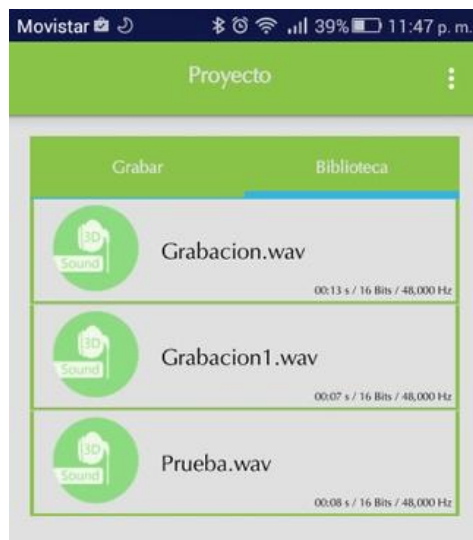 Movistar 39% 11:47 p. m.
Proyecto
Grabar Biblioteca
3D
Sound
Grabacion.wav
00:13 s / 16 Bits / 48,000 Hz
3D
Sound
Grabacion1.wav
00:07 s / 16 Bits / 48,000 Hz
3D
Sound
Prueba.wav
00:08 s / 16 Bits / 48,000 Hz